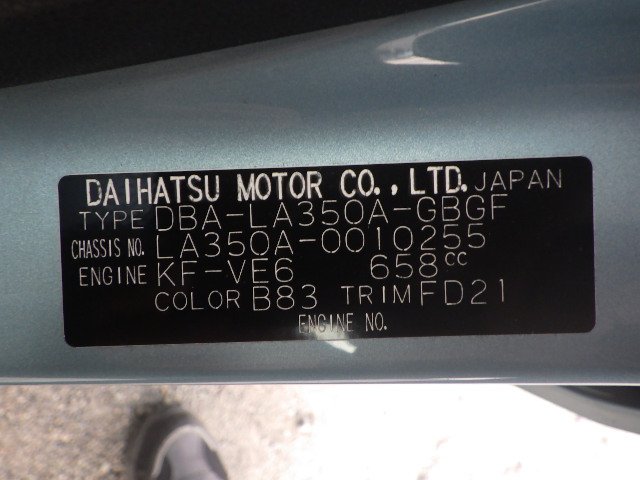 DAIHATSU MOTOR CO., LTD. JAPAN
TYPE DBA-LA350A-GBGF
CHASSIS NO. LA350A-0010255
ENGINE KF-VE6 658cc
COLOR B83 TRIM FD21
ENGINE NO.